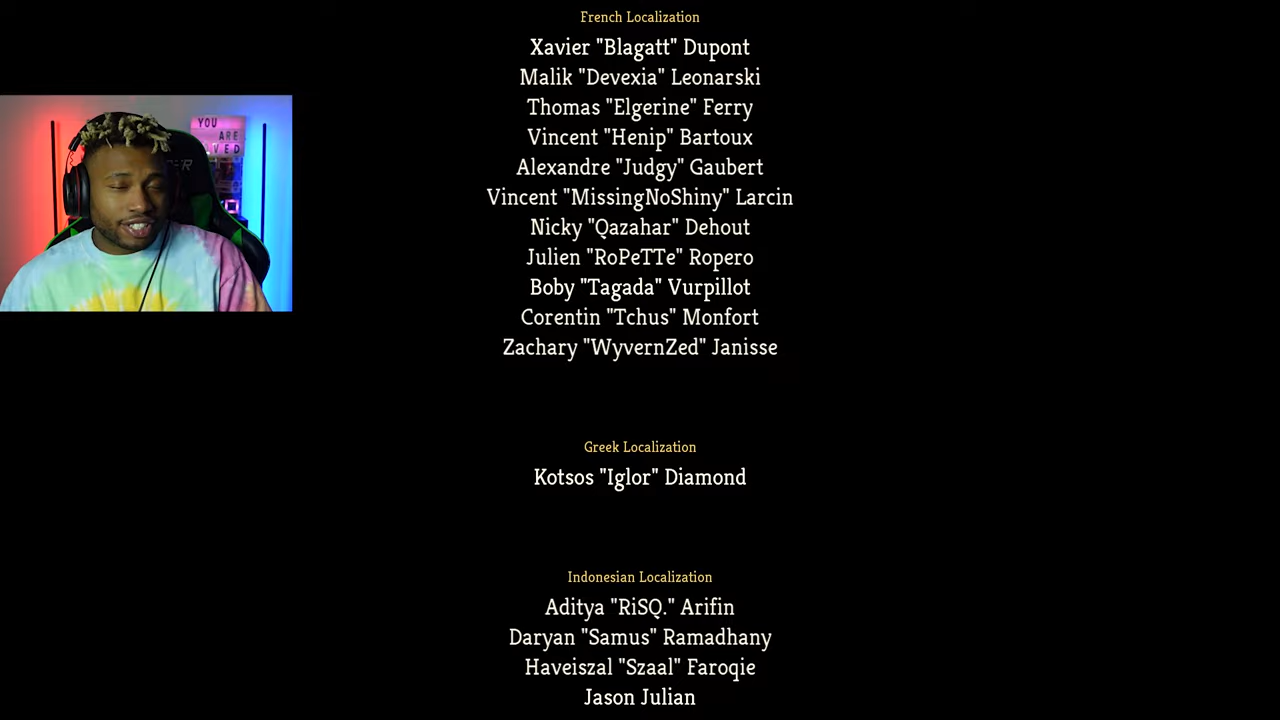 French Localization
Xavier "Blagatt" Dupont
Malik "Devexia" Leonarski
Thomas "Elgerine" Ferry
Vincent "Henip" Bartoux
Alexandre "Judgy" Gaubert
Vincent "MissingNoShiny" Larcin
Nicky "Qazahar" Dehout
Julien "RoPeTTe" Ropero
Boby "Tagada" Vurpillot
Corentin "Tchus" Monfort
Zachary "WyvernZed" Janisse
YOU
ARE
Greek Localization
Kotsos "Iglor" Diamond
Indonesian Localization
Aditya "RiSQ." Arifin
Daryan "Samus" Ramadhany
Haveiszal "Szaal" Faroqie
Jason Julian